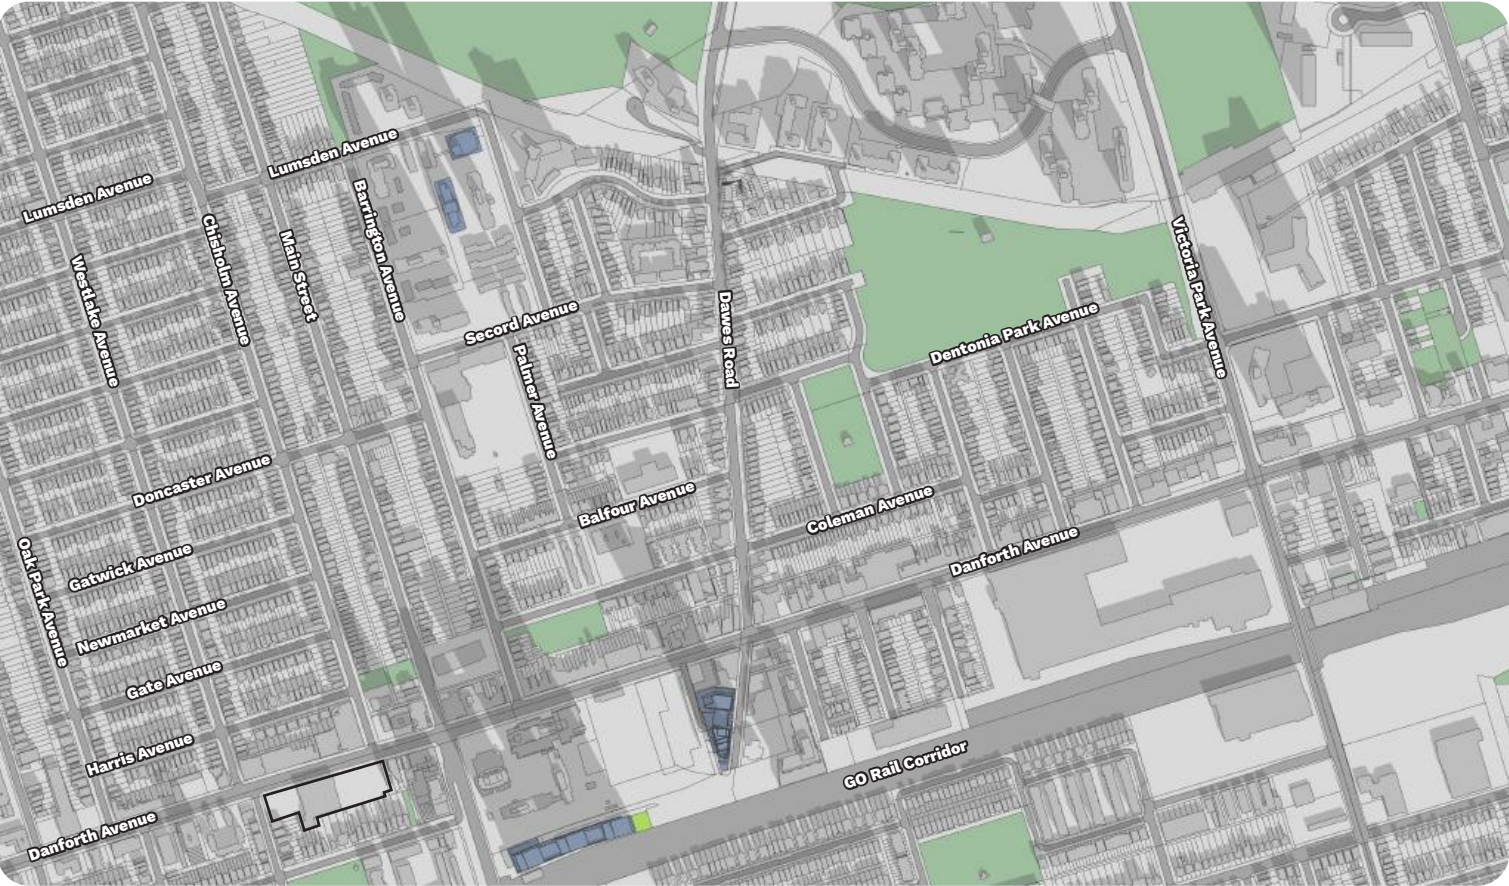 Lumsden Avenue
Lumsden Avenue
Barrington Avenue
Chisholm Avenue
Main Street
Westlake Avenue
Victoria Park Avenue
Dawes Road
Secord Avenue
Dentonia Park Avenue
Palmer Avenue
Doncaster Avenue
Balfour Avenue
Coleman Avenue
Danforth Avenue
Oak Park Avenue
Gatwick Avenue
Newmarket Avenue
Gate Avenue
Harris Avenue
GO Rail Corridor
Danforth Avenue